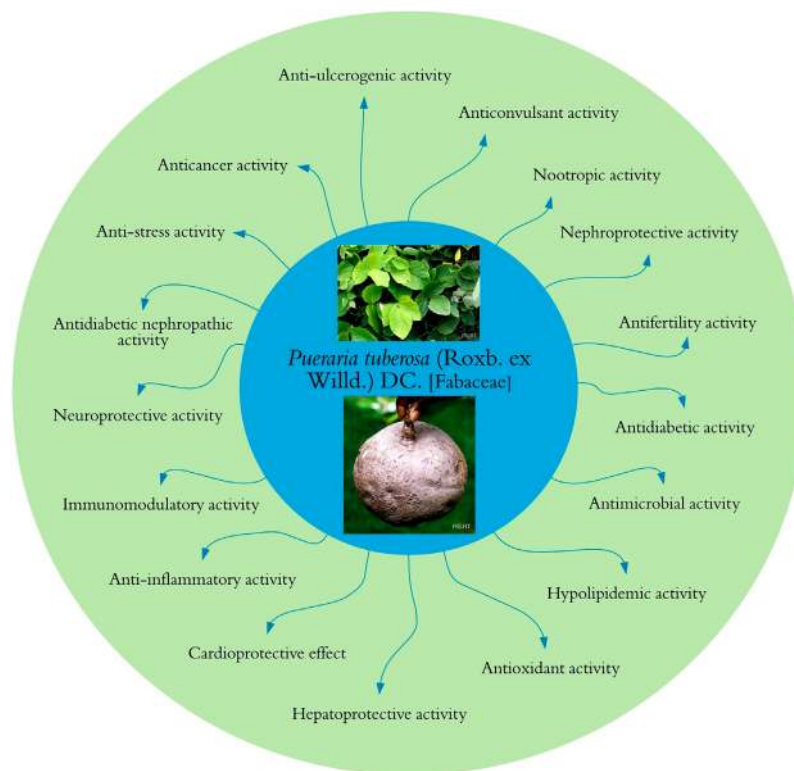 Anti-ulcerogenic activity
Anticonvulsant activity
Anticancer activity
Nootropic activity
Anti-stress activity
Nephroprotective activity
Antidiabetic nephropathic
activity
Antifertility activity
Pueraria tuberosa (Roxb. ex
Willd.) DC. [Fabaceae]
Neuroprotective activity
Antidiabetic activity
Immunomodulatory activity
Antimicrobial activity
Anti-inflammatory activity
Hypolipidemic activity
Cardioprotective effect
Antioxidant activity
Hepatoprotective activity